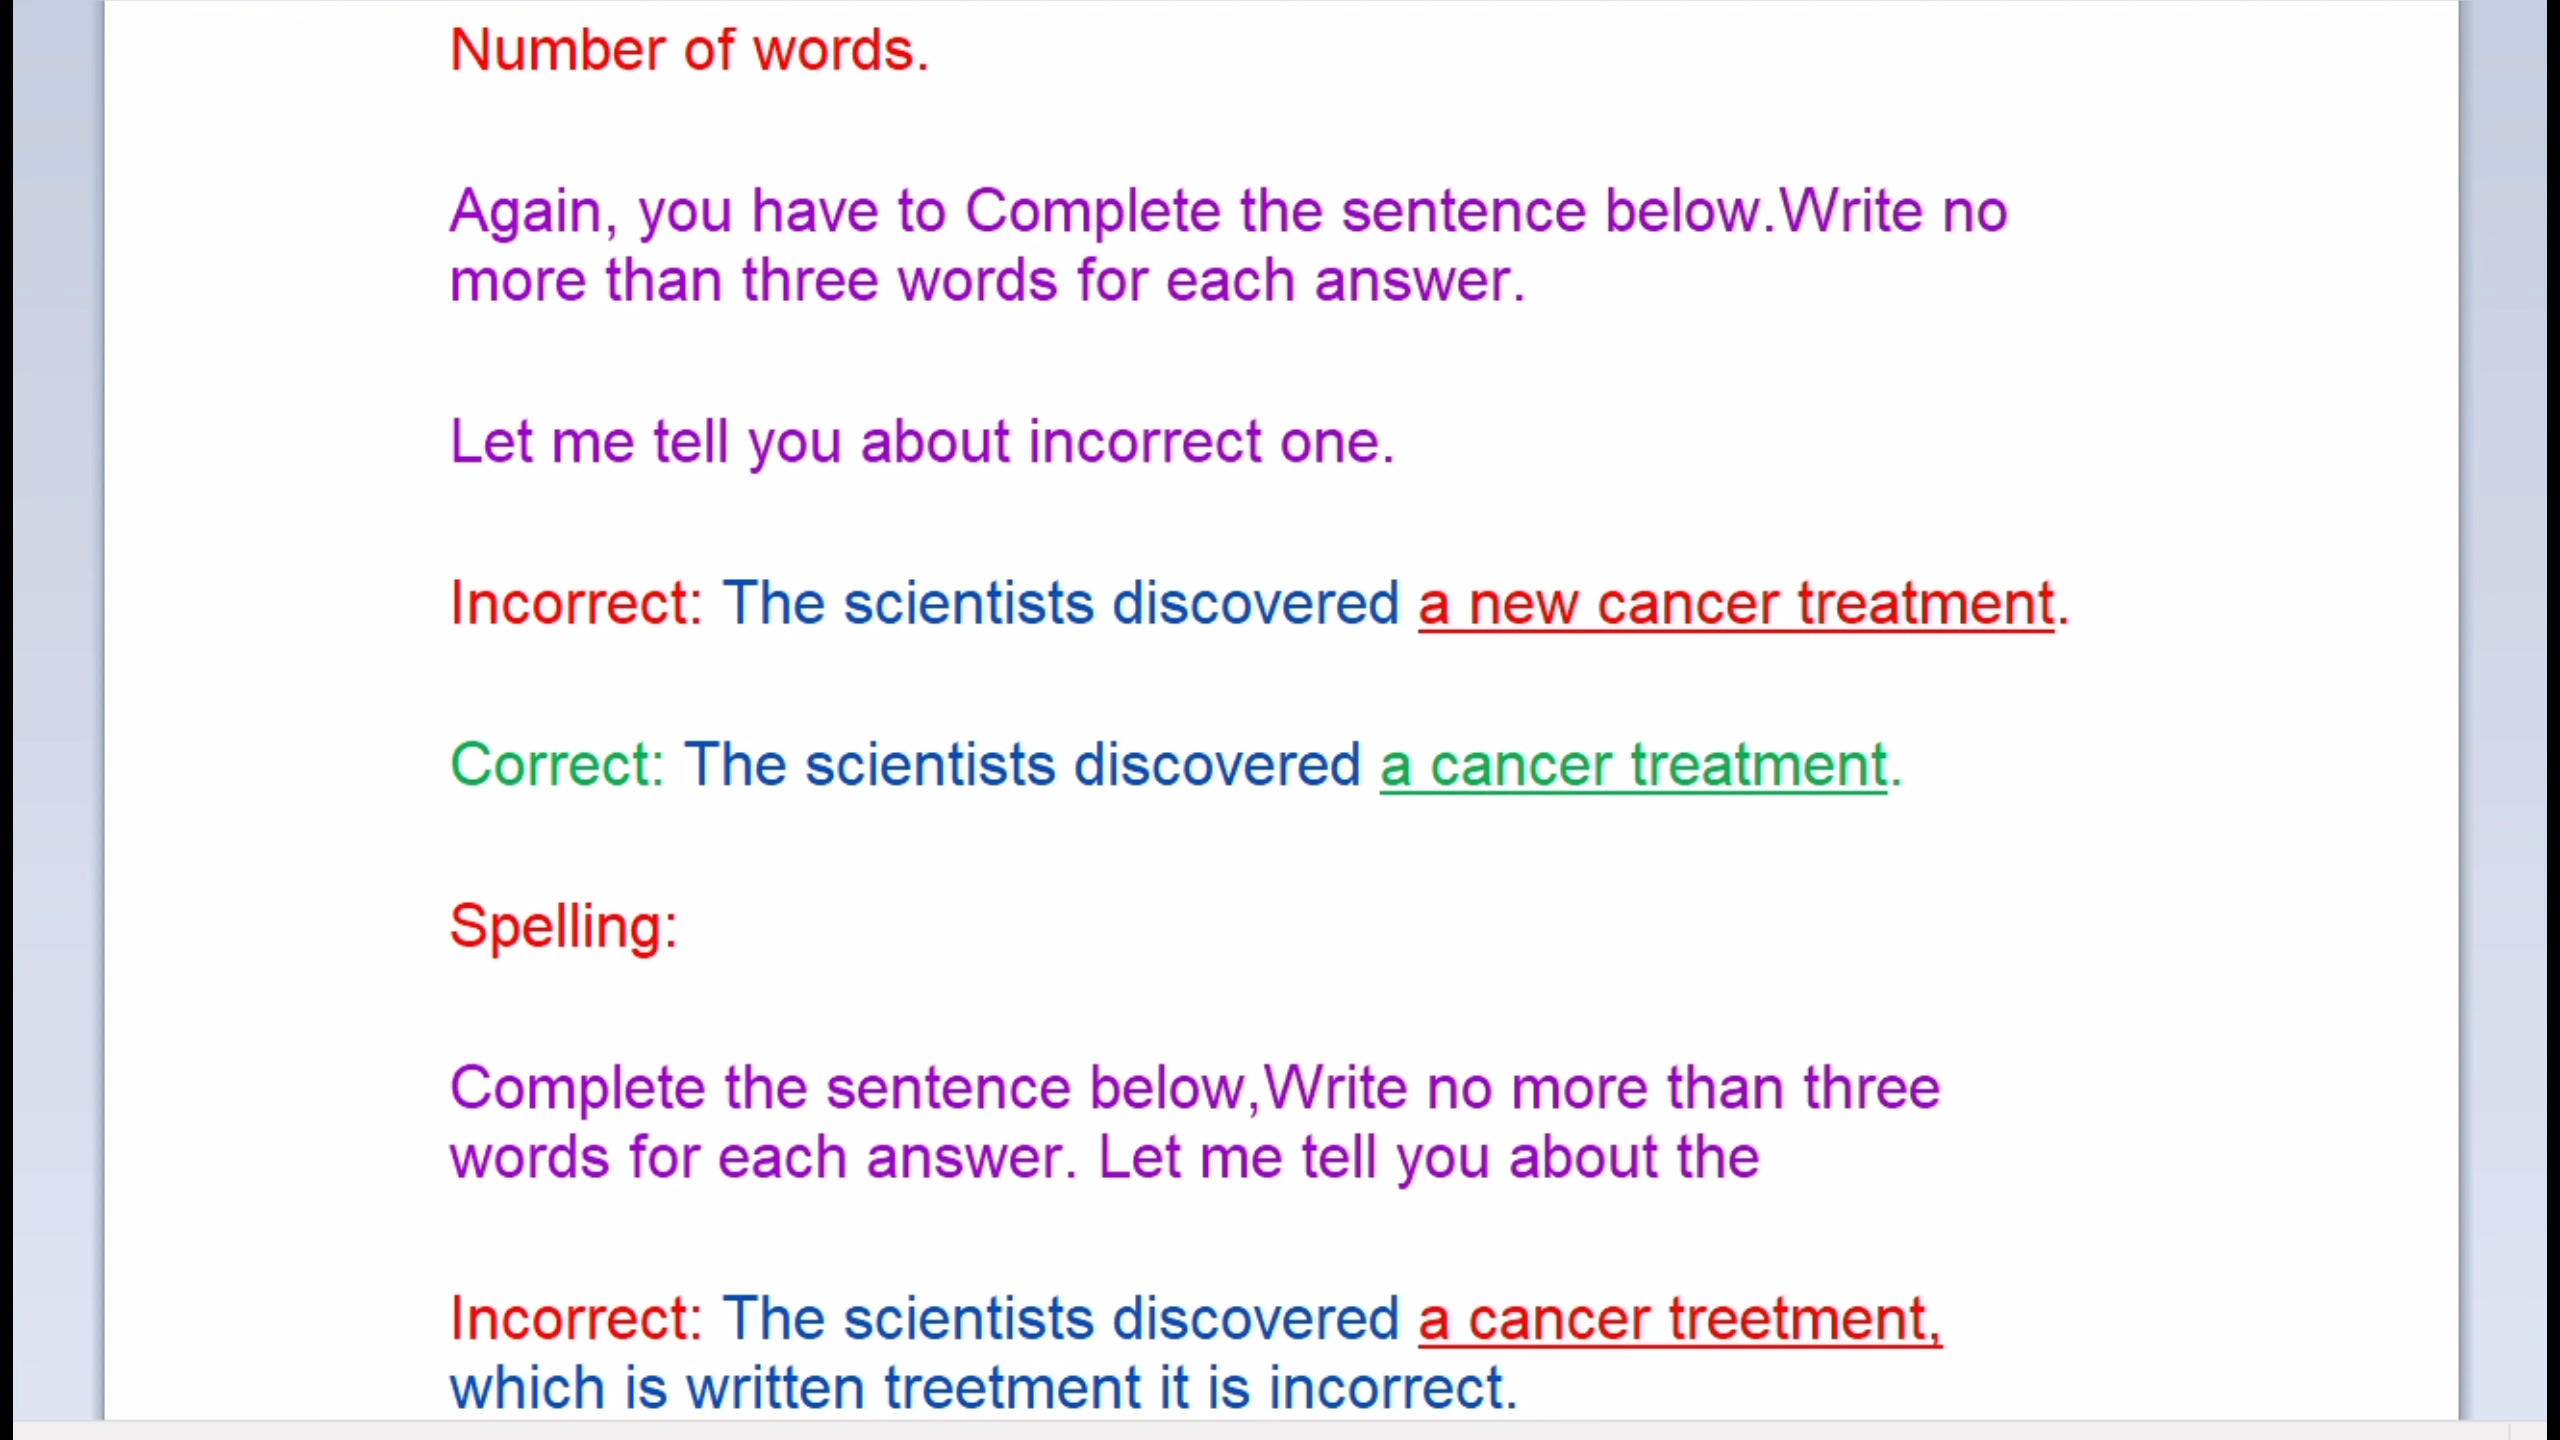 Number of words.
Again, you have to Complete the sentence below.Write no
more than three words for each answer.
Let me tell you about incorrect one.
Incorrect: The scientists discovered a new cancer treatment.
Correct: The scientists discovered a cancer treatment.
Spelling:
Complete the sentence below,Write no more than three
words for each answer. Let me tell you about the
Incorrect: The scientists discovered a cancer treetment,
which is written treetment it is incorrect.